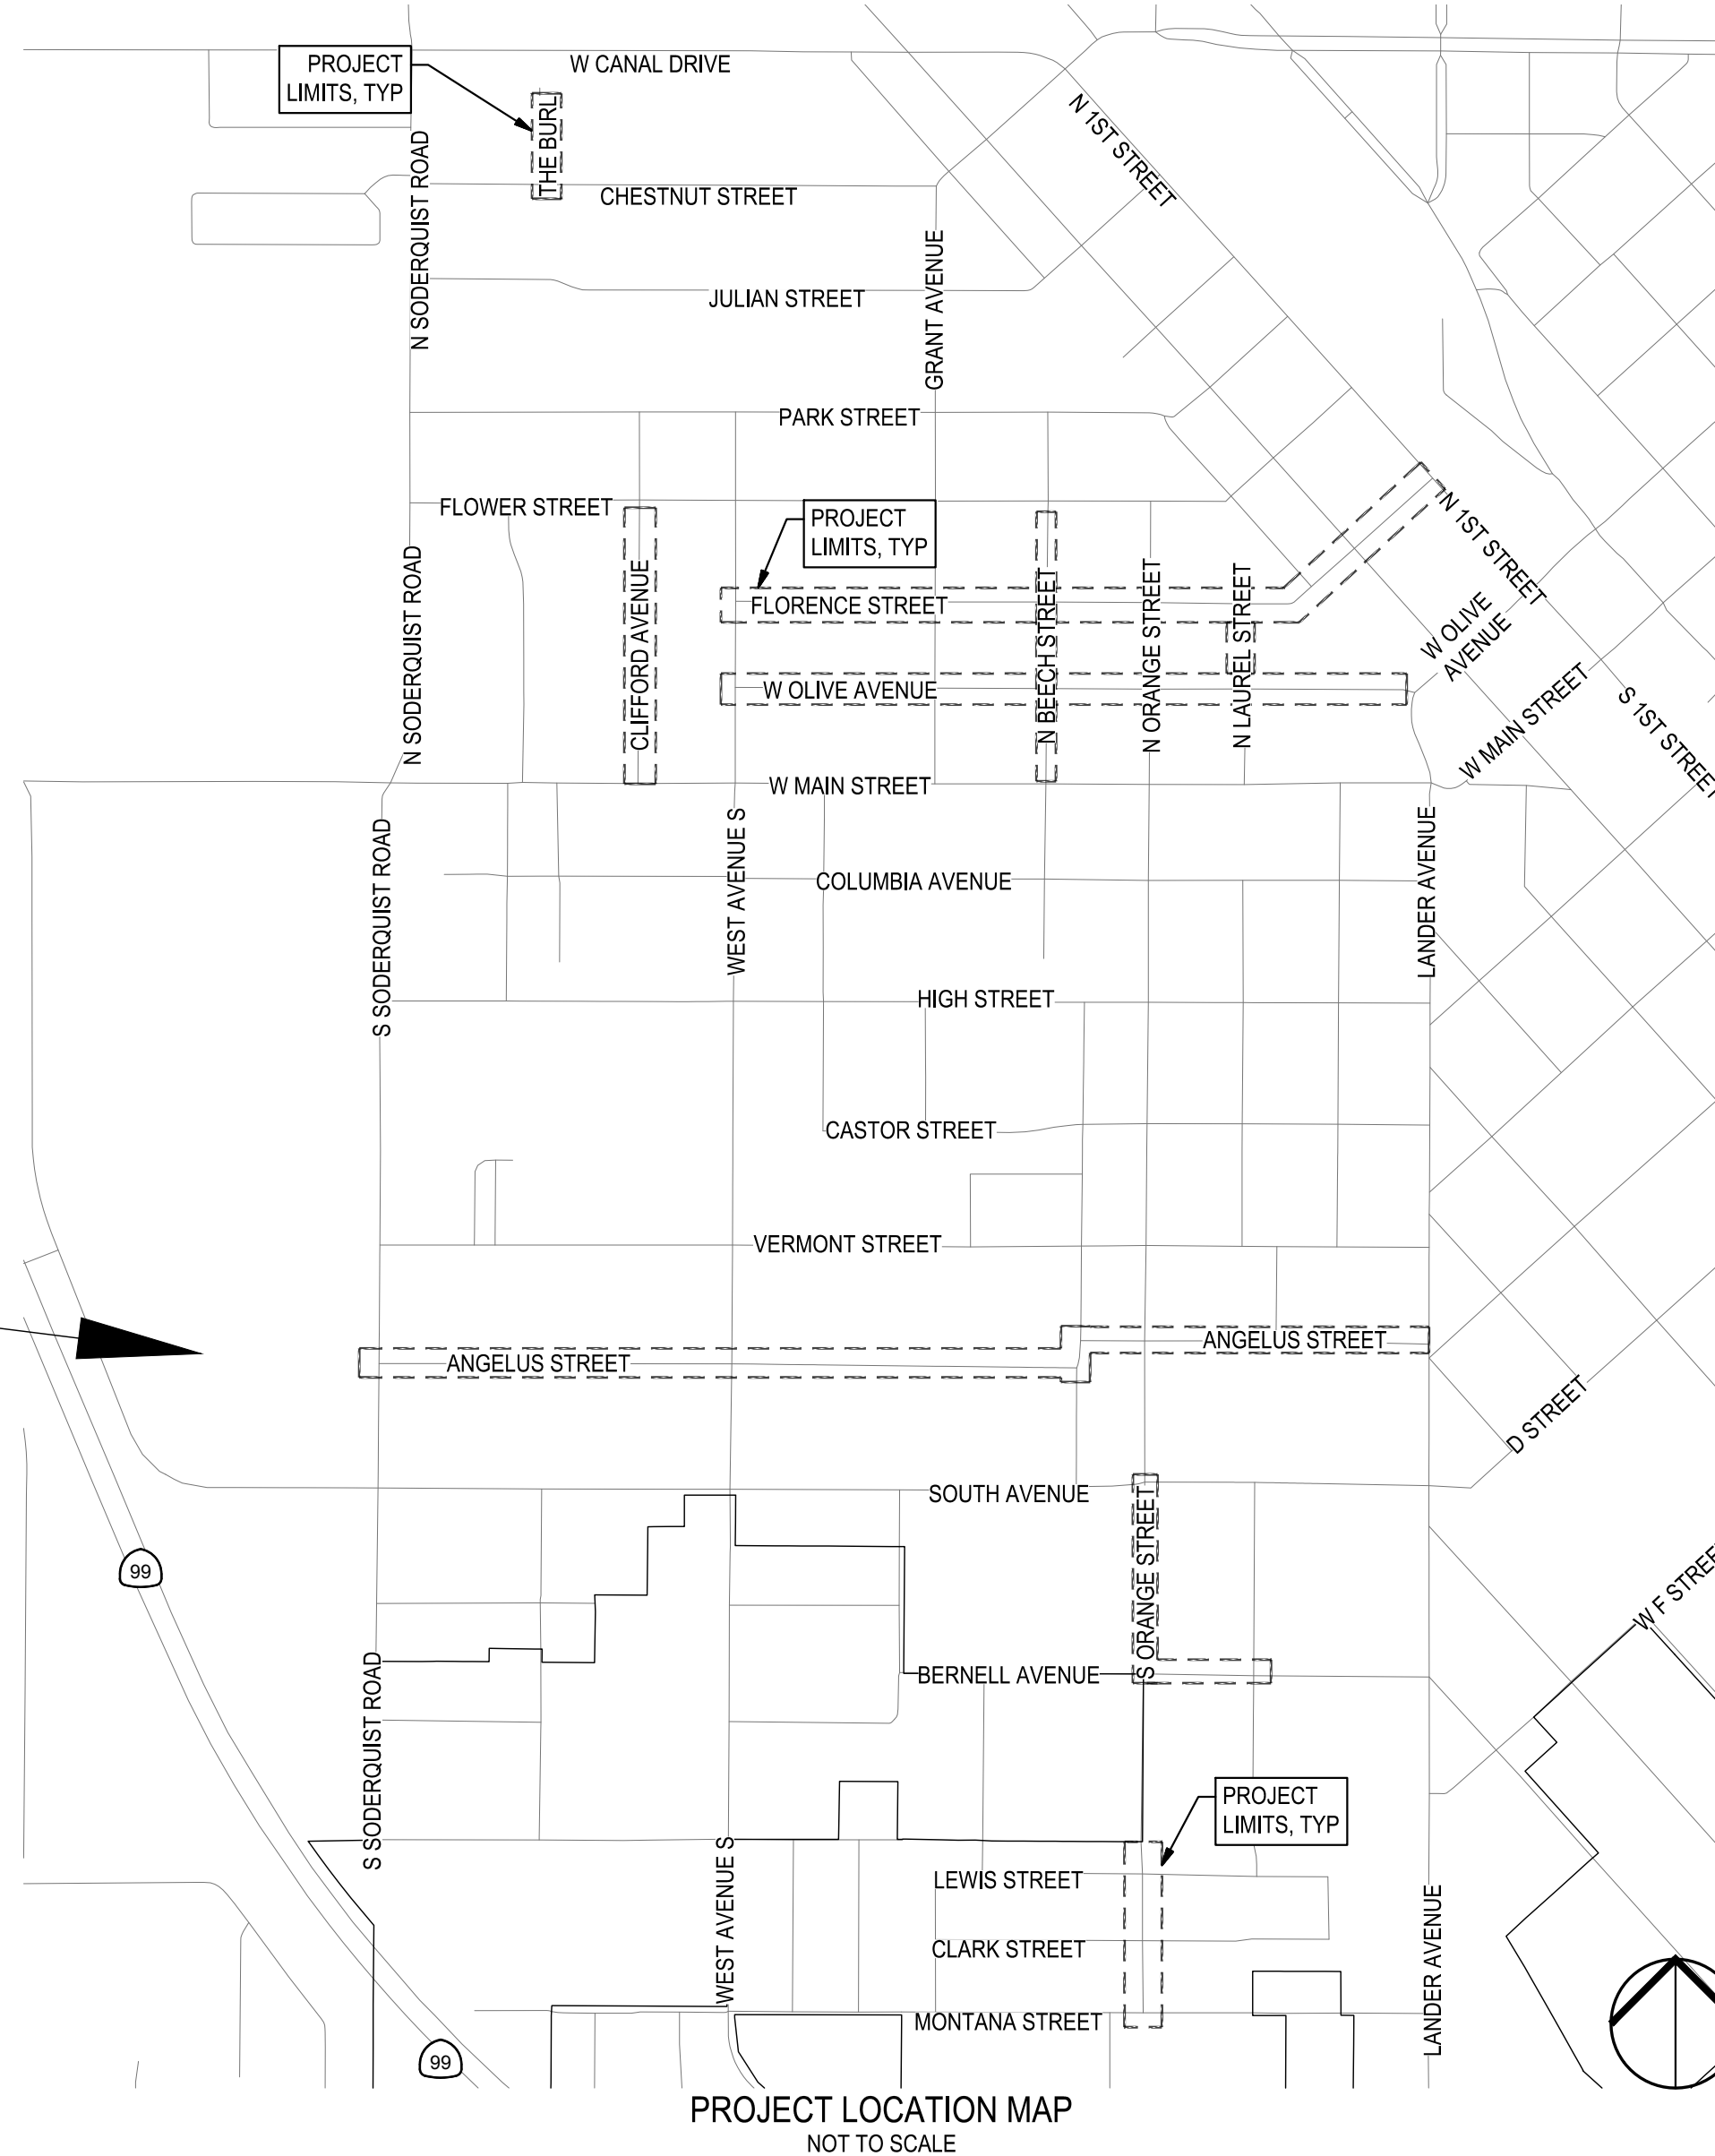 W CANAL DRIVE
PROJECT
LIMITS, TYP
THE BURL
N 1ST STREET
N SODERQUIST ROAD
CHESTNUT STREET
GRANT AVENUE
JULIAN STREET
PARK STREET
FLOWER STREET
PROJECT
LIMITS, TYP
N 1ST STREET
N SODERQUIST ROAD
CLIFFORD AVENUE
FLORENCE STREET
N BEECH STREET
N ORANGE STREET
N LAUREL STREET
W OLIVE
AVENUE
W OLIVE AVENUE
W MAIN STREET
S 1ST STREET
W MAIN STREET
S SODERQUIST ROAD
WEST AVENUE S
COLUMBIA AVENUE
LANDER AVENUE
HIGH STREET
CASTOR STREET
VERMONT STREET
ANGELUS STREET
ANGELUS STREET
D STREET
SOUTH AVENUE
S ORANGE STREET
99
W F STREET
BERNELL AVENUE
S SODERQUIST ROAD
PROJECT
LIMITS, TYP
WEST AVENUE S
LEWIS STREET
LANDER AVENUE
CLARK STREET
MONTANA STREET
99
PROJECT LOCATION MAP
NOT TO SCALE